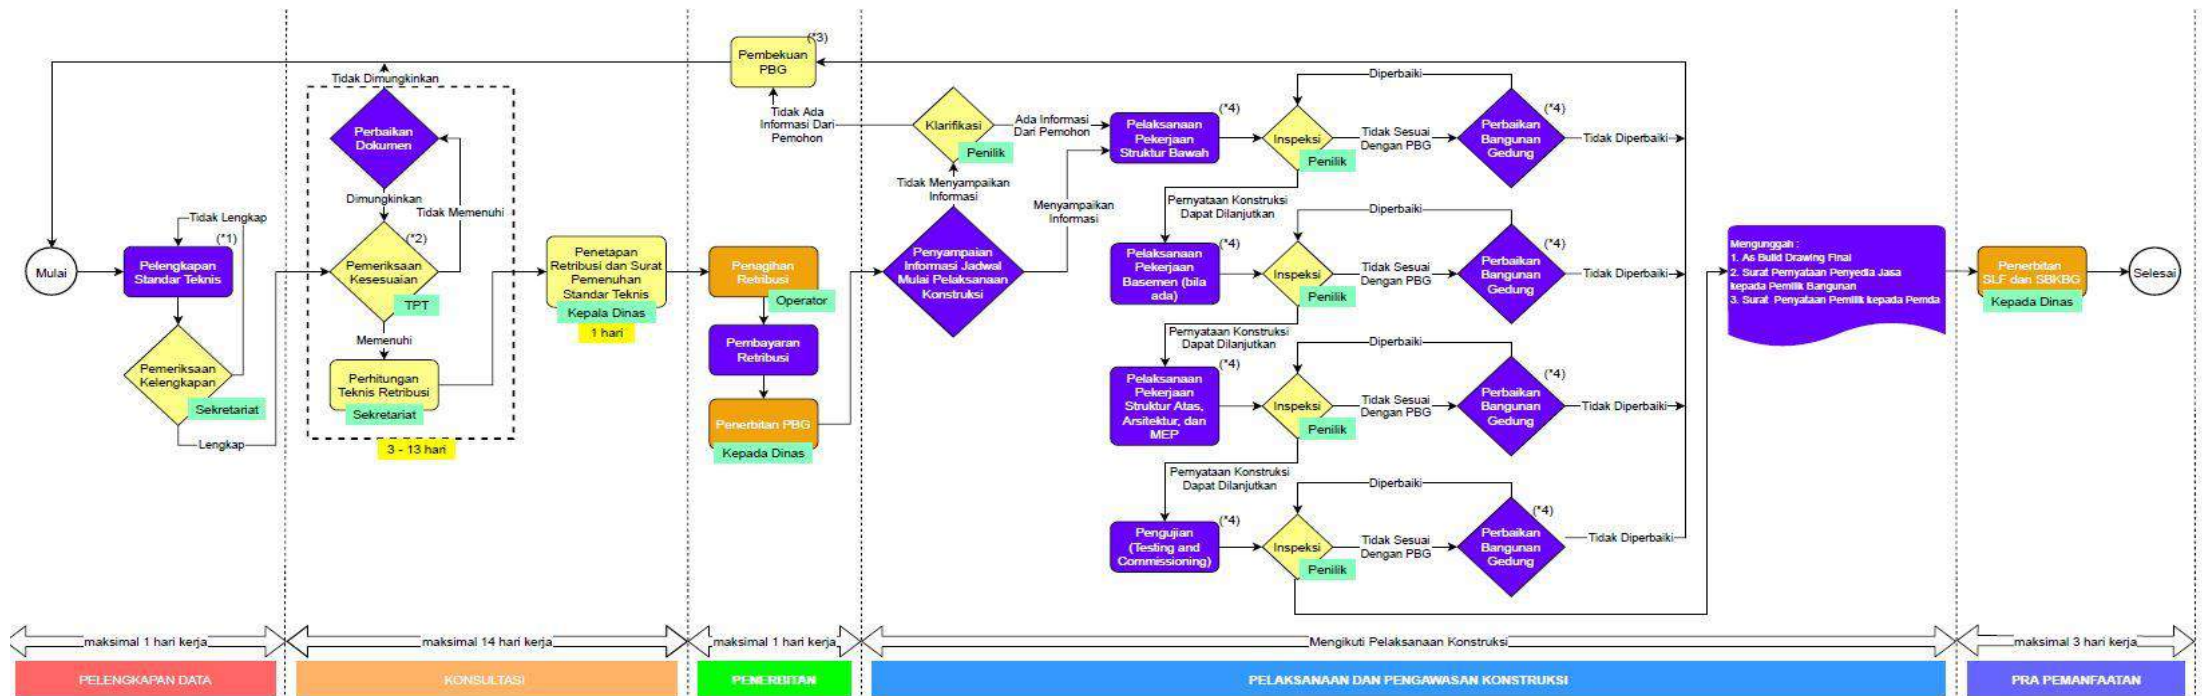 Mulai
Tidak Lengkap
(*1)
Pelengkapan
Standar Teknis
Pemeriksaan
Kelengkapan
Sekretariat
Lengkap
Tidak Dimungkinkan
Perbaikan
Dokumen
Dimungkinkan
Tidak Memenuhi
(*2)
Pemeriksaan
Kesesuaian
TPT
Memenuhi
Perhitungan
Teknis Retribusi
Sekretariat
3 - 13 hari
Penetapan
Retribusi dan Surat
Pemenuhan
Standar Teknis
Kepala Dinas
1 hari
(*3)
Pembekuan
PBG
Tidak Ada
Informasi Dari
Pemohon
Penagihan
Retribusi
Operator
Pembayaran
Retribusi
Penerbitan PBG
Kepada Dinas
Klarifikasi
Penilik
Ada Informasi
Dari Pemohon
Tidak Menyampaikan
Informasi
Menyampaikan
Informasi
Penyampaian
Informasi Jadwal
Mulai Pelaksanaan
Konstruksi
(*4)
Pelaksanaan
Pekerjaan
Struktur Bawah
Diperbaiki
Inspeksi
Penilik
Tidak Sesuai
Dengan PBG
(*4)
Perbaikan
Bangunan
Gedung
Tidak Diperbaiki
Pernyataan Konstruksi
Dapat Dilanjutkan
(*4)
Pelaksanaan
Pekerjaan
Basemen (bila
ada)
Diperbaiki
Inspeksi
Penilik
Tidak Sesuai
Dengan PBG
(*4)
Perbaikan
Bangunan
Gedung
Tidak Diperbaiki
Pernyataan Konstruksi
Dapat Dilanjutkan
(*4)
Pelaksanaan
Pekerjaan
Struktur Atas,
Arsitektur, dan
MEP
Diperbaiki
Inspeksi
Penilik
Tidak Sesuai
Dengan PBG
(*4)
Perbaikan
Bangunan
Gedung
Tidak Diperbaiki
Pernyataan Konstruksi
Dapat Dilanjutkan
(*4)
Pengujian
(Testing and
Commissioning)
Diperbaiki
Inspeksi
Penilik
Tidak Sesuai
Dengan PBG
(*4)
Perbaikan
Bangunan
Gedung
Tidak Diperbaiki
Mengunggah :
1. As Build Drawing Final
2. Surat Pernyataan Penyedia Jasa
kepada Pemilik Bangunan
3. Surat Penyataan Pemilik kepada Pemda
Penerbitan
SLF dan SBKBG
Kepada Dinas
Selesai
maksimal 1 hari kerja
maksimal 14 hari kerja
maksimal 1 hari kerja
Mengikuti Pelaksanaan Konstruksi
maksimal 3 hari kerja
PELENGKAPAN DATA
KONSULTASI
PENERBITAN
PELAKSANAAN DAN PENGAWASAN KONSTRUKSI
PRA PEMANFAATAN